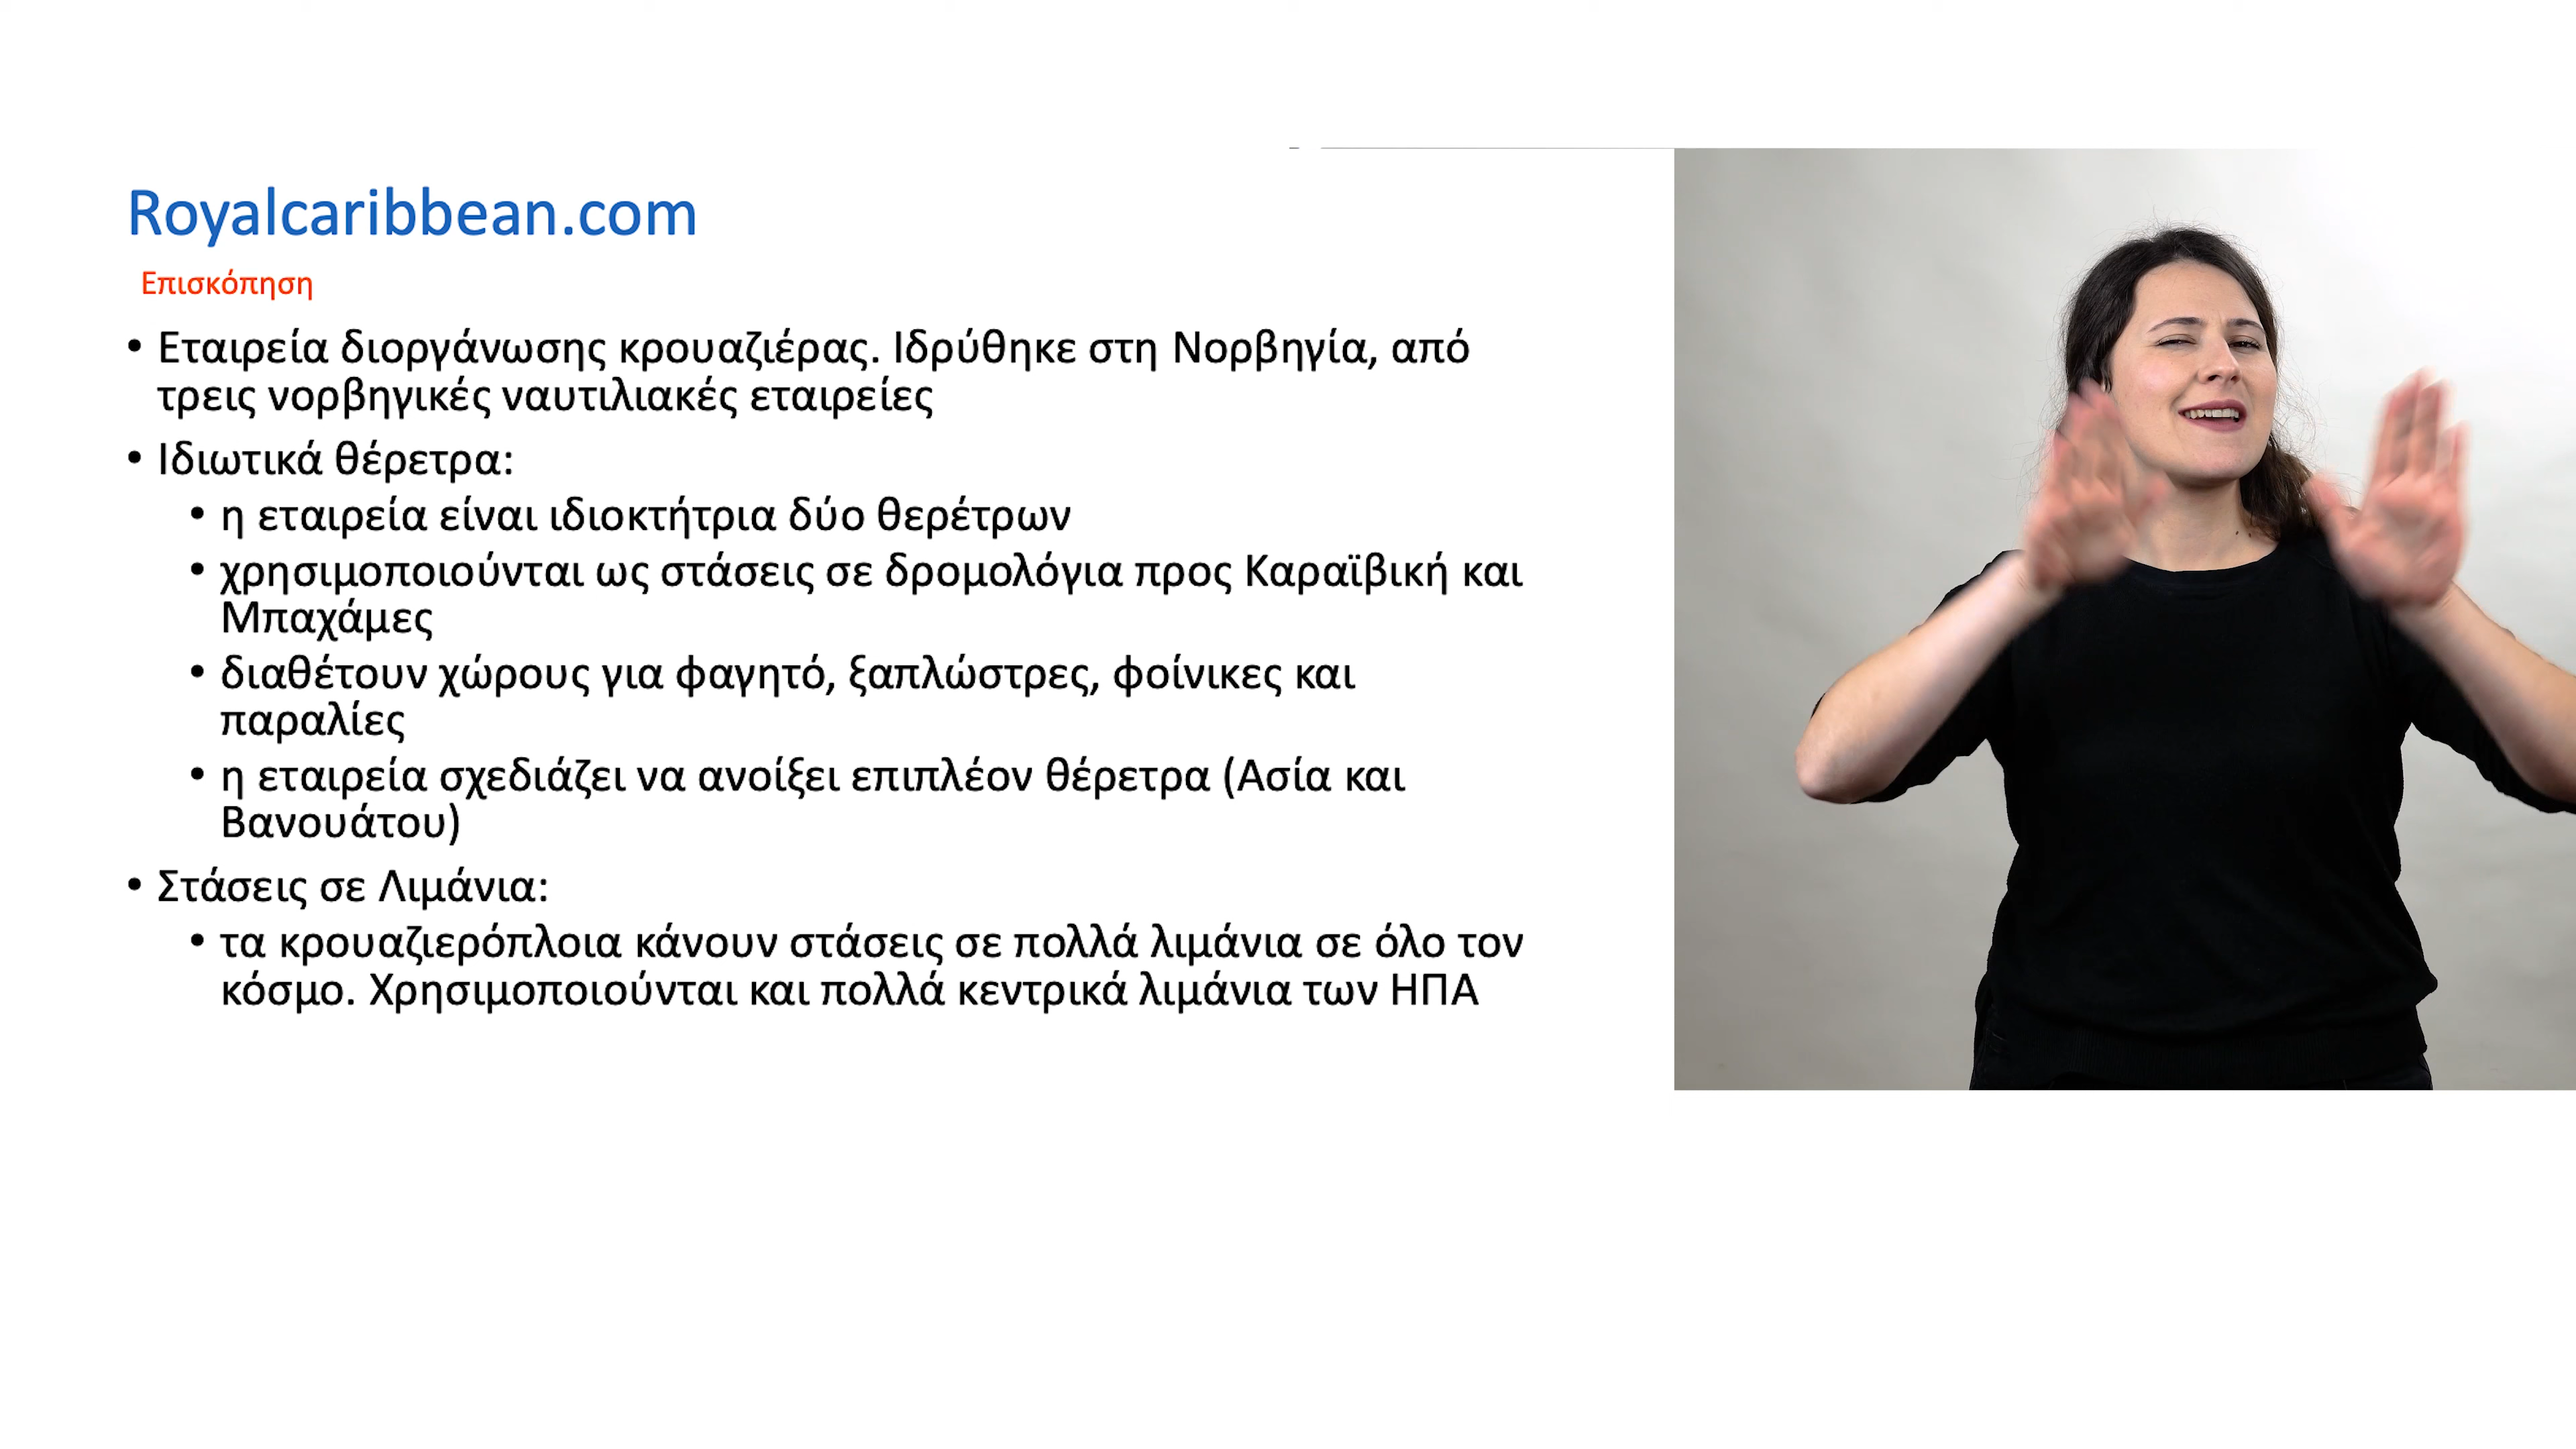 Royalcaribbean.com
Επισκόπηση
• Εταιρεία διοργάνωσης κρουαζιέρας. Ιδρύθηκε στη Νορβηγία, από
τρεις νορβηγικές ναυτιλιακές εταιρείες
• Ιδιωτικά θέρετρα:
• η εταιρεία είναι ιδιοκτήτρια δύο θερέτρων
• χρησιμοποιούνται ως στάσεις σε δρομολόγια προς Καραϊβική και
Μπαχάμες
• διαθέτουν χώρους για φαγητό, ξαπλώστρες, φοίνικες και
παραλίες
• η εταιρεία σχεδιάζει να ανοίξει επιπλέον θέρετρα (Ασία και
Βανουάτου)
• Στάσεις σε Λιμάνια:
• τα κρουαζιερόπλοια κάνουν στάσεις σε πολλά λιμάνια σε όλο τον
κόσμο. Χρησιμοποιούνται και πολλά κεντρικά λιμάνια των ΗΠΑ